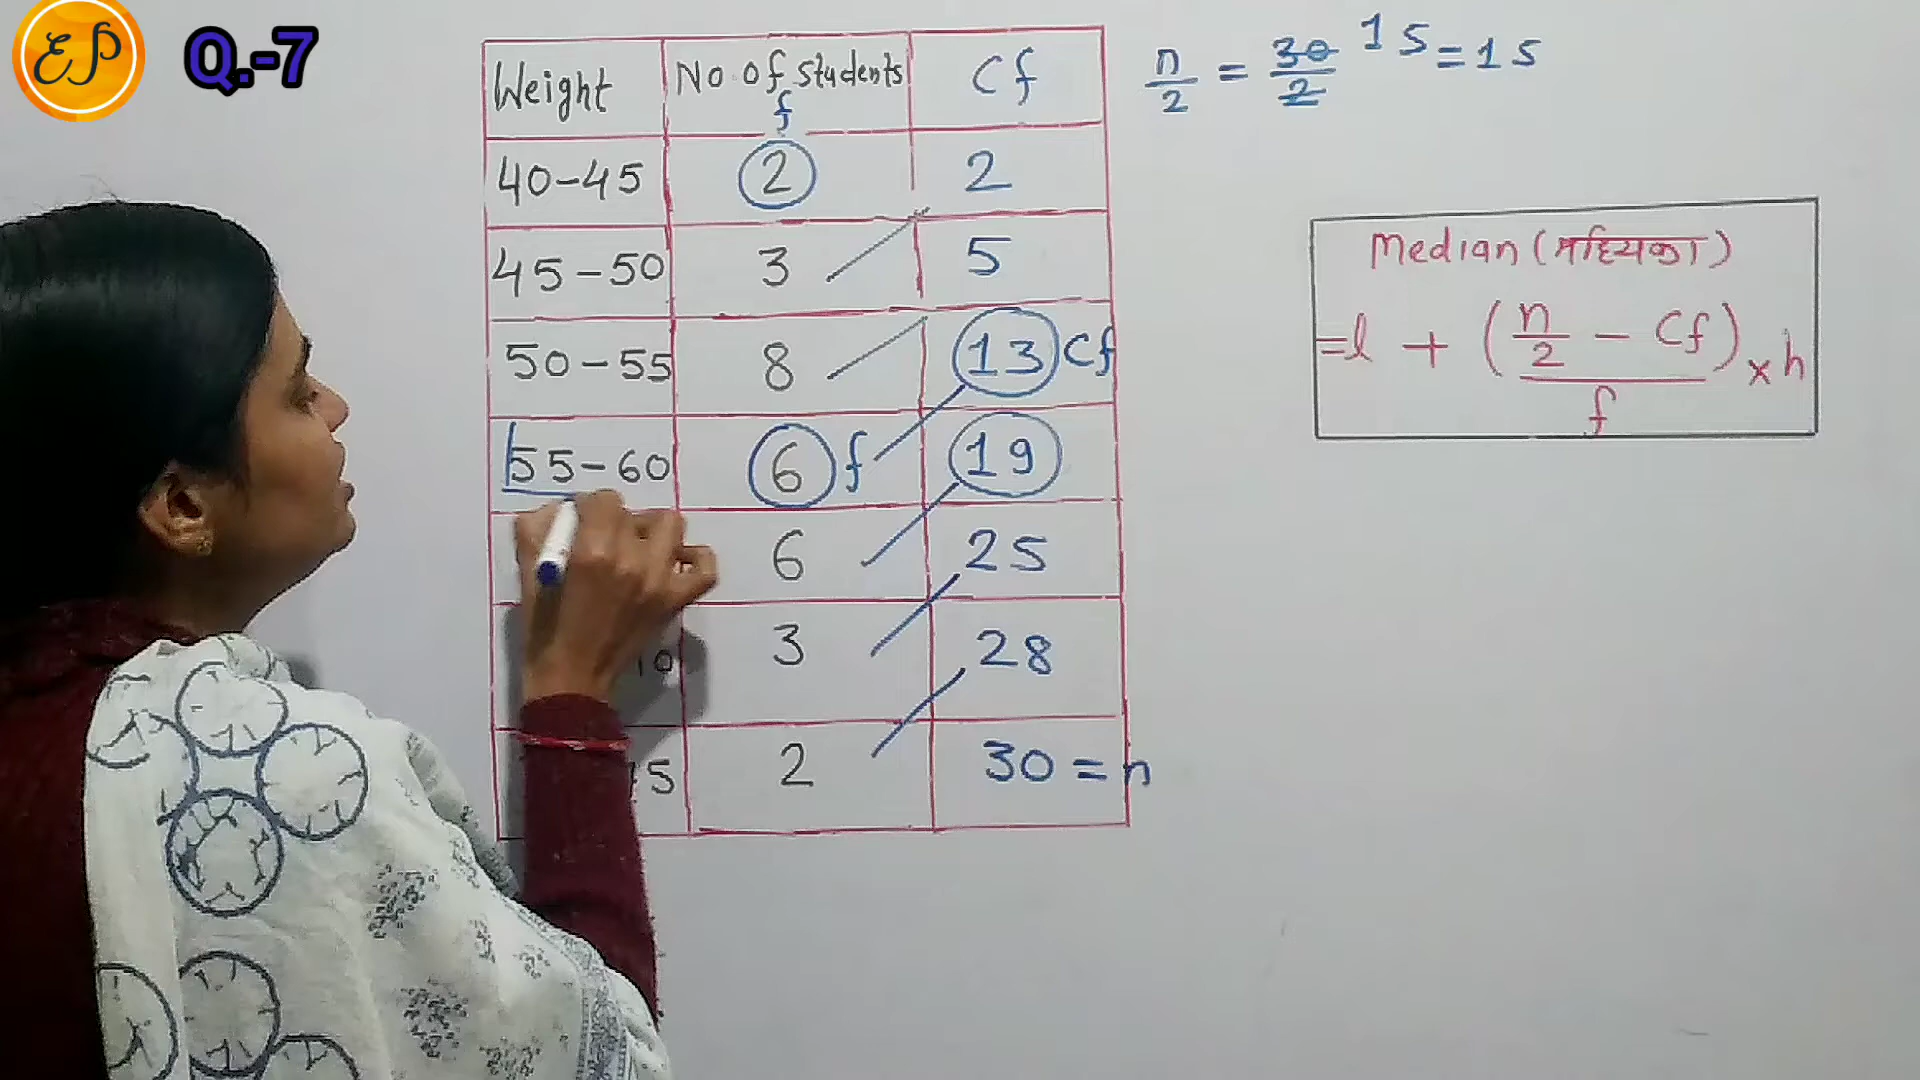 EP
Q.-7
Weight No. of students f Cf
40-45 2 2
45-50 3 5
50-55 8 13 Cf
55-60 6 f 19
6 25
3 28
5 2 30 = n
n/2 = 30/2 15 = 15
Median (मध्यिका)
= l + (n/2 - Cf)/f × h